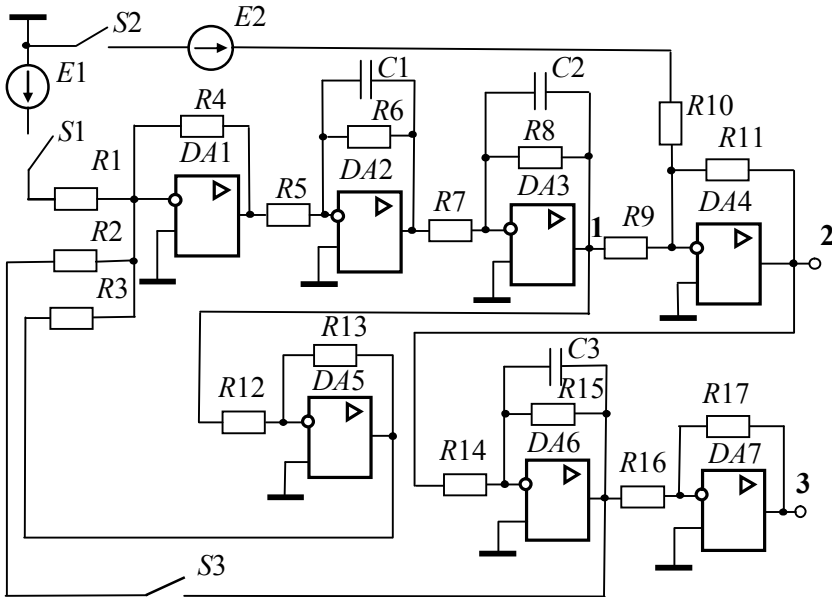 S2
E2
E1
C1
C2
S1
R4
R6
R8
R10
R11
R1
DA1
DA2
DA3
DA4
R5
R7
1
R9
2
R2
R3
R13
C3
R12
DA5
R15
R17
R14
DA6
R16
DA7
3
S3